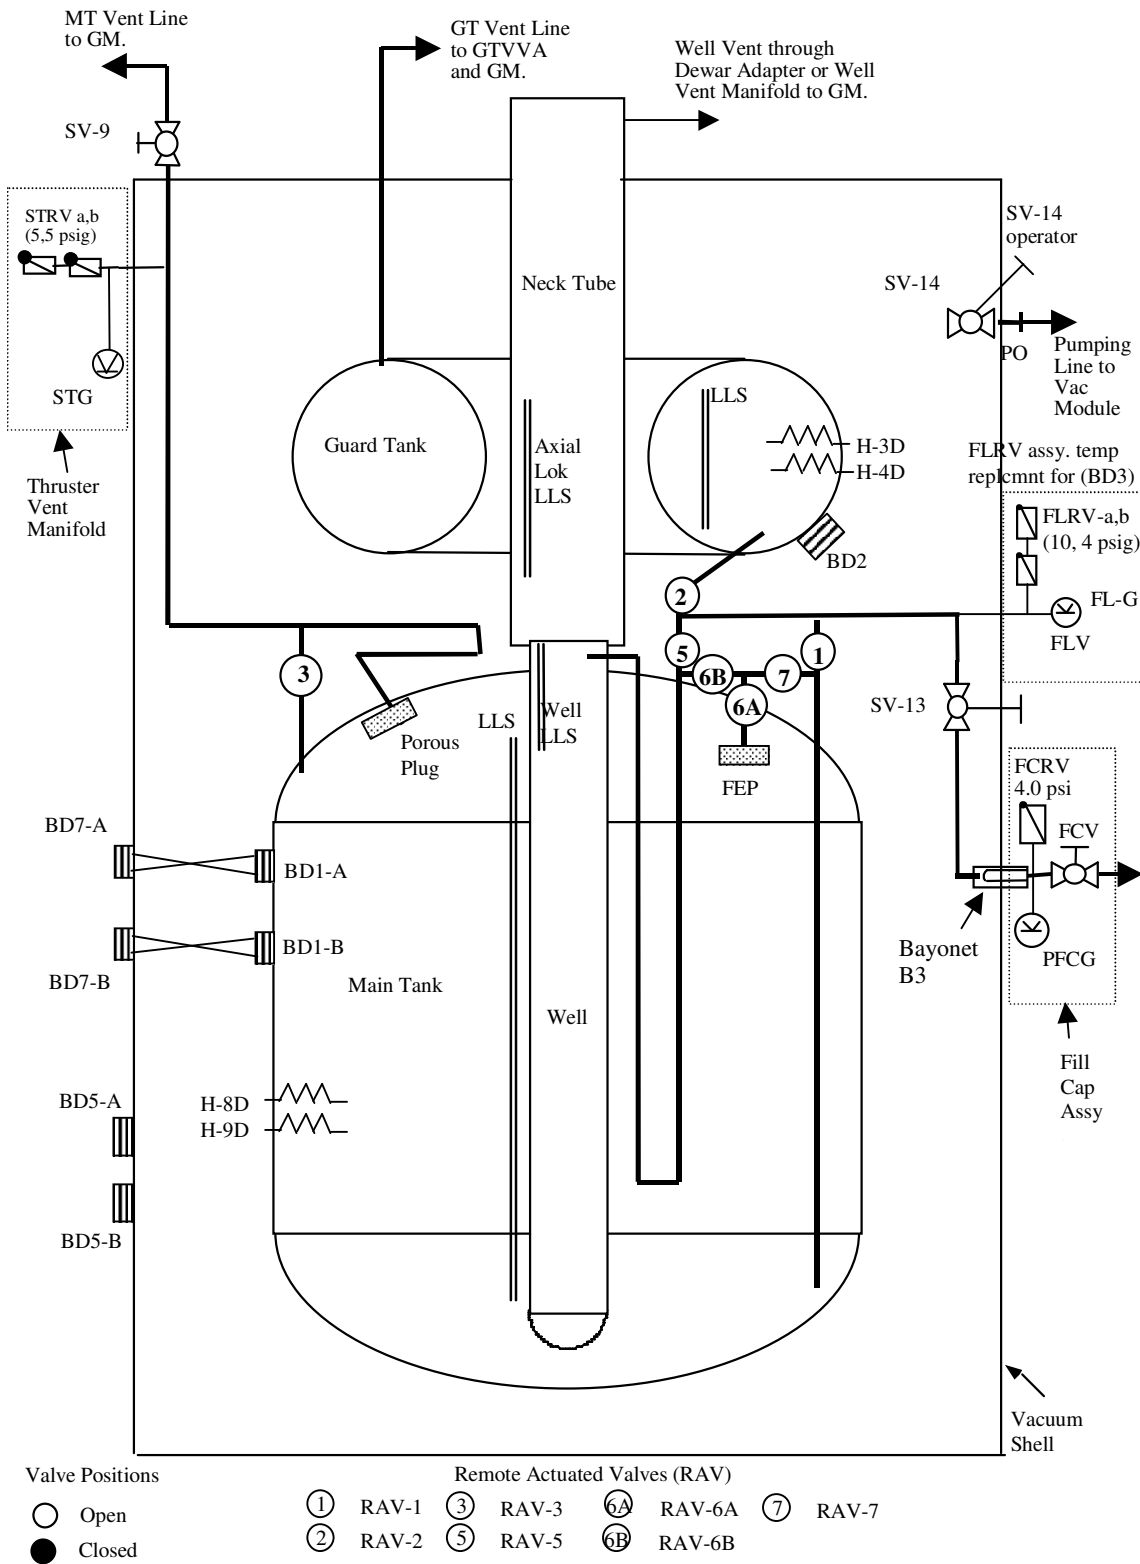 MT Vent Line
to GM.
GT Vent Line
to GTVVA
and GM.
Well Vent through
Dewar Adapter or Well
Vent Manifold to GM.
SV-9
STRV a,b
(5,5 psig)
STG
Thruster
Vent
Manifold
Neck Tube
SV-14
operator
SV-14
PO
Pumping
Line to
Vac
Module
Guard Tank
Axial
Lok
LLS
LLS
H-3D
H-4D
BD2
FLRV assy. temp
replcmnt for (BD3)
FLRV-a,b
(10, 4 psig)
FL-G
FLV
2
5
1
6B
7
6A
3
SV-13
LLS
Well
LLS
Porous
Plug
FEP
FCRV
4.0 psi
FCV
BD7-A
BD1-A
BD7-B
BD1-B
Bayonet
B3
PFCG
Main Tank
Well
Fill
Cap
Assy
BD5-A
H-8D
H-9D
BD5-B
Vacuum
Shell
Valve Positions
Open
Closed
Remote Actuated Valves (RAV)
1 RAV-1 3 RAV-3 6A RAV-6A 7 RAV-7
2 RAV-2 5 RAV-5 6B RAV-6B